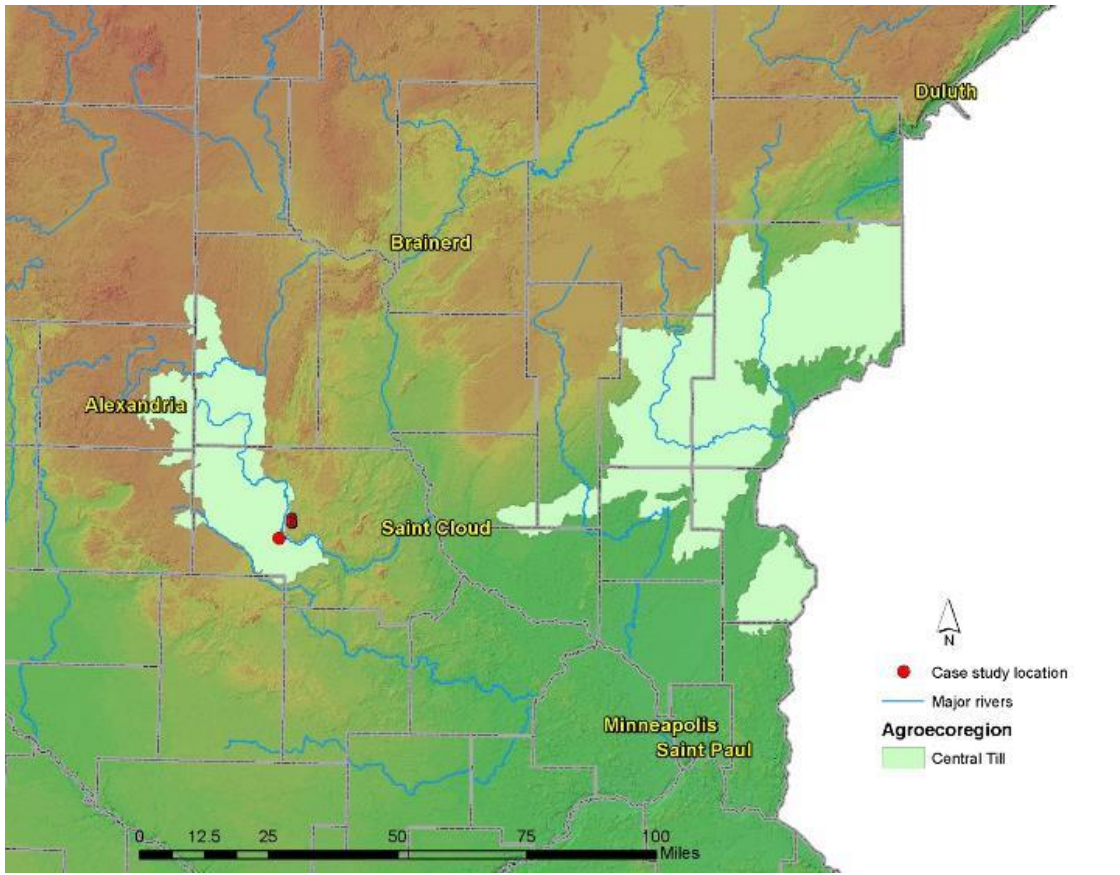 Duluth
Brainerd
Alexandria
6
Saint Cloud
Minneapolis
Saint Paul
N
Case study location
Major rivers
Agroecoregion
Central Till
0 12.5 25 50 75 100
Miles